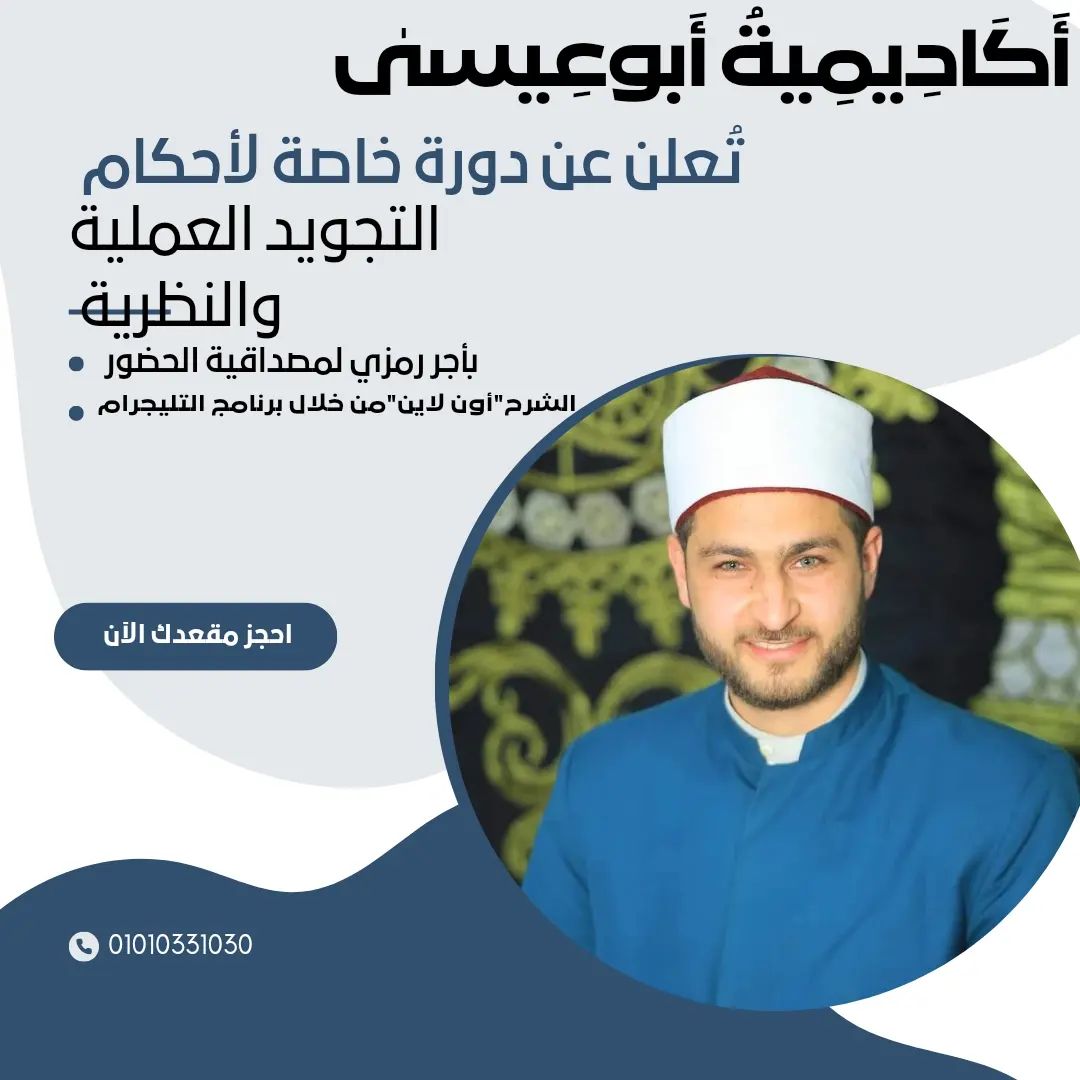 أَكَادِيمِيةُ أَبوعِيسىٰ
تُعلن عن دورة خاصة لأحكام
التجويد العملية
والنظرية
بأجر رمزي لمصداقية الحضور
الشرح"أون لاين"من خلال برنامج التليجرام
احجز مقعدك الآن
01010331030